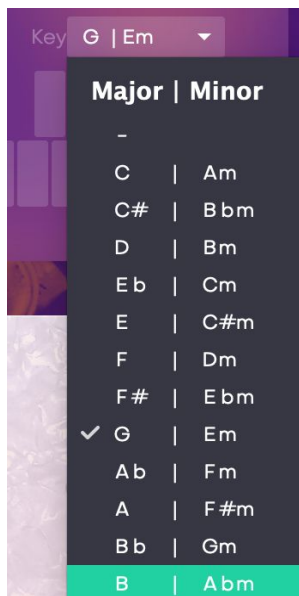 Key G | Em
Major | Minor
-
C | Am
C# | Bbm
D | Bm
Eb | Cm
E | C#m
F | Dm
F# | Ebm
G | Em
Ab | Fm
A | F#m
Bb | Gm
B | Abm